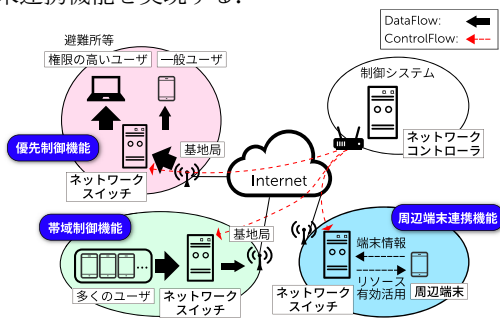 末連携機能を実現する.
DataFlow:
ControlFlow:
避難所等
権限の高いユーザ
一般ユーザ
制御システム
優先制御機能
基地局
ネットワーク
スイッチ
ネットワーク
コントローラ
Internet
帯域制御機能
基地局
周辺端末連携機能
端末情報
リソース
有効活用
多くのユーザ
ネットワーク
スイッチ
ネットワーク
スイッチ
周辺端末